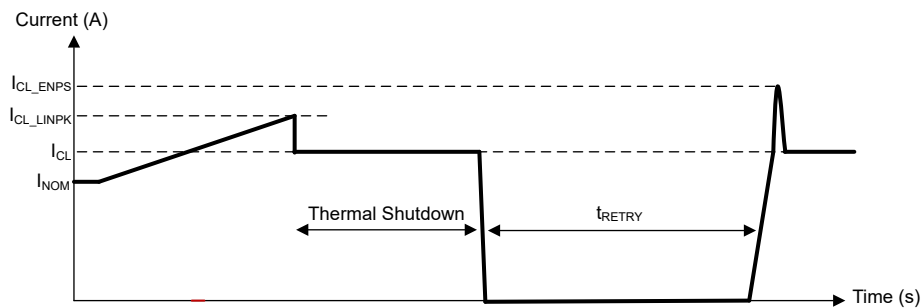 Current (A)
I_CL_ENPS
I_CL_LINPK
I_CL
I_NOM
Thermal Shutdown
t_RETRY
Time (s)